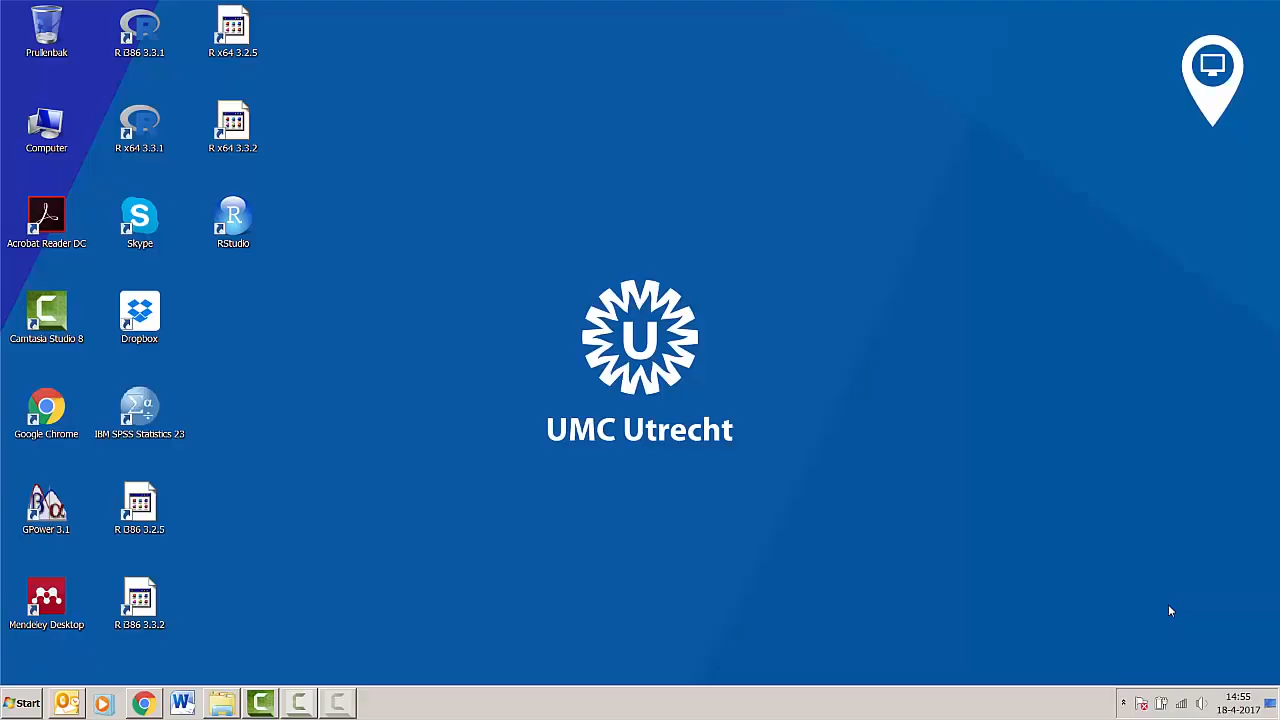 Prullenbak
R i386 3.3.1
R x64 3.2.5
Computer
R x64 3.3.1
R x64 3.3.2
Acrobat Reader DC
Skype
RStudio
Camtasia Studio 8
Dropbox
Google Chrome
IBM SPSS Statistics 23
GPower 3.1
R i386 3.2.5
Mendeley Desktop
R i386 3.3.2
U
UMC Utrecht
Start
14:55
18-4-2017